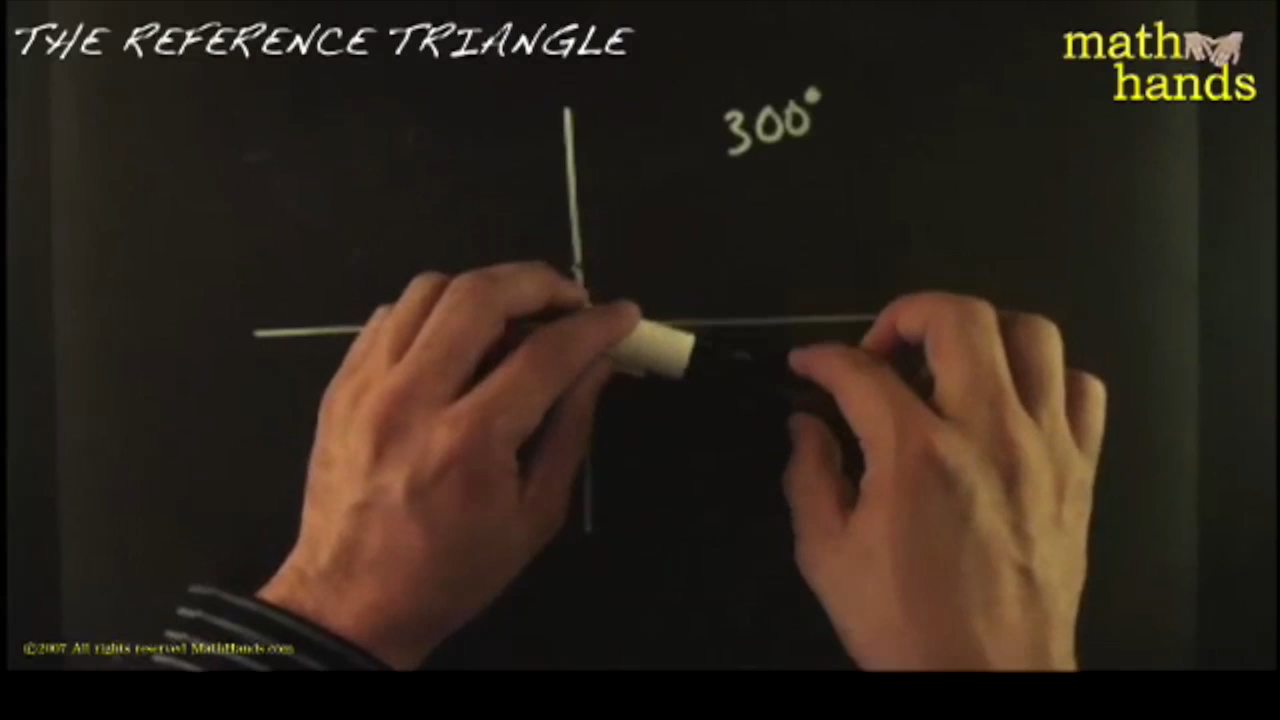 THE REFERENCE TRIANGLE
math
hands
300°
©2007 All rights reserved MathHands.com